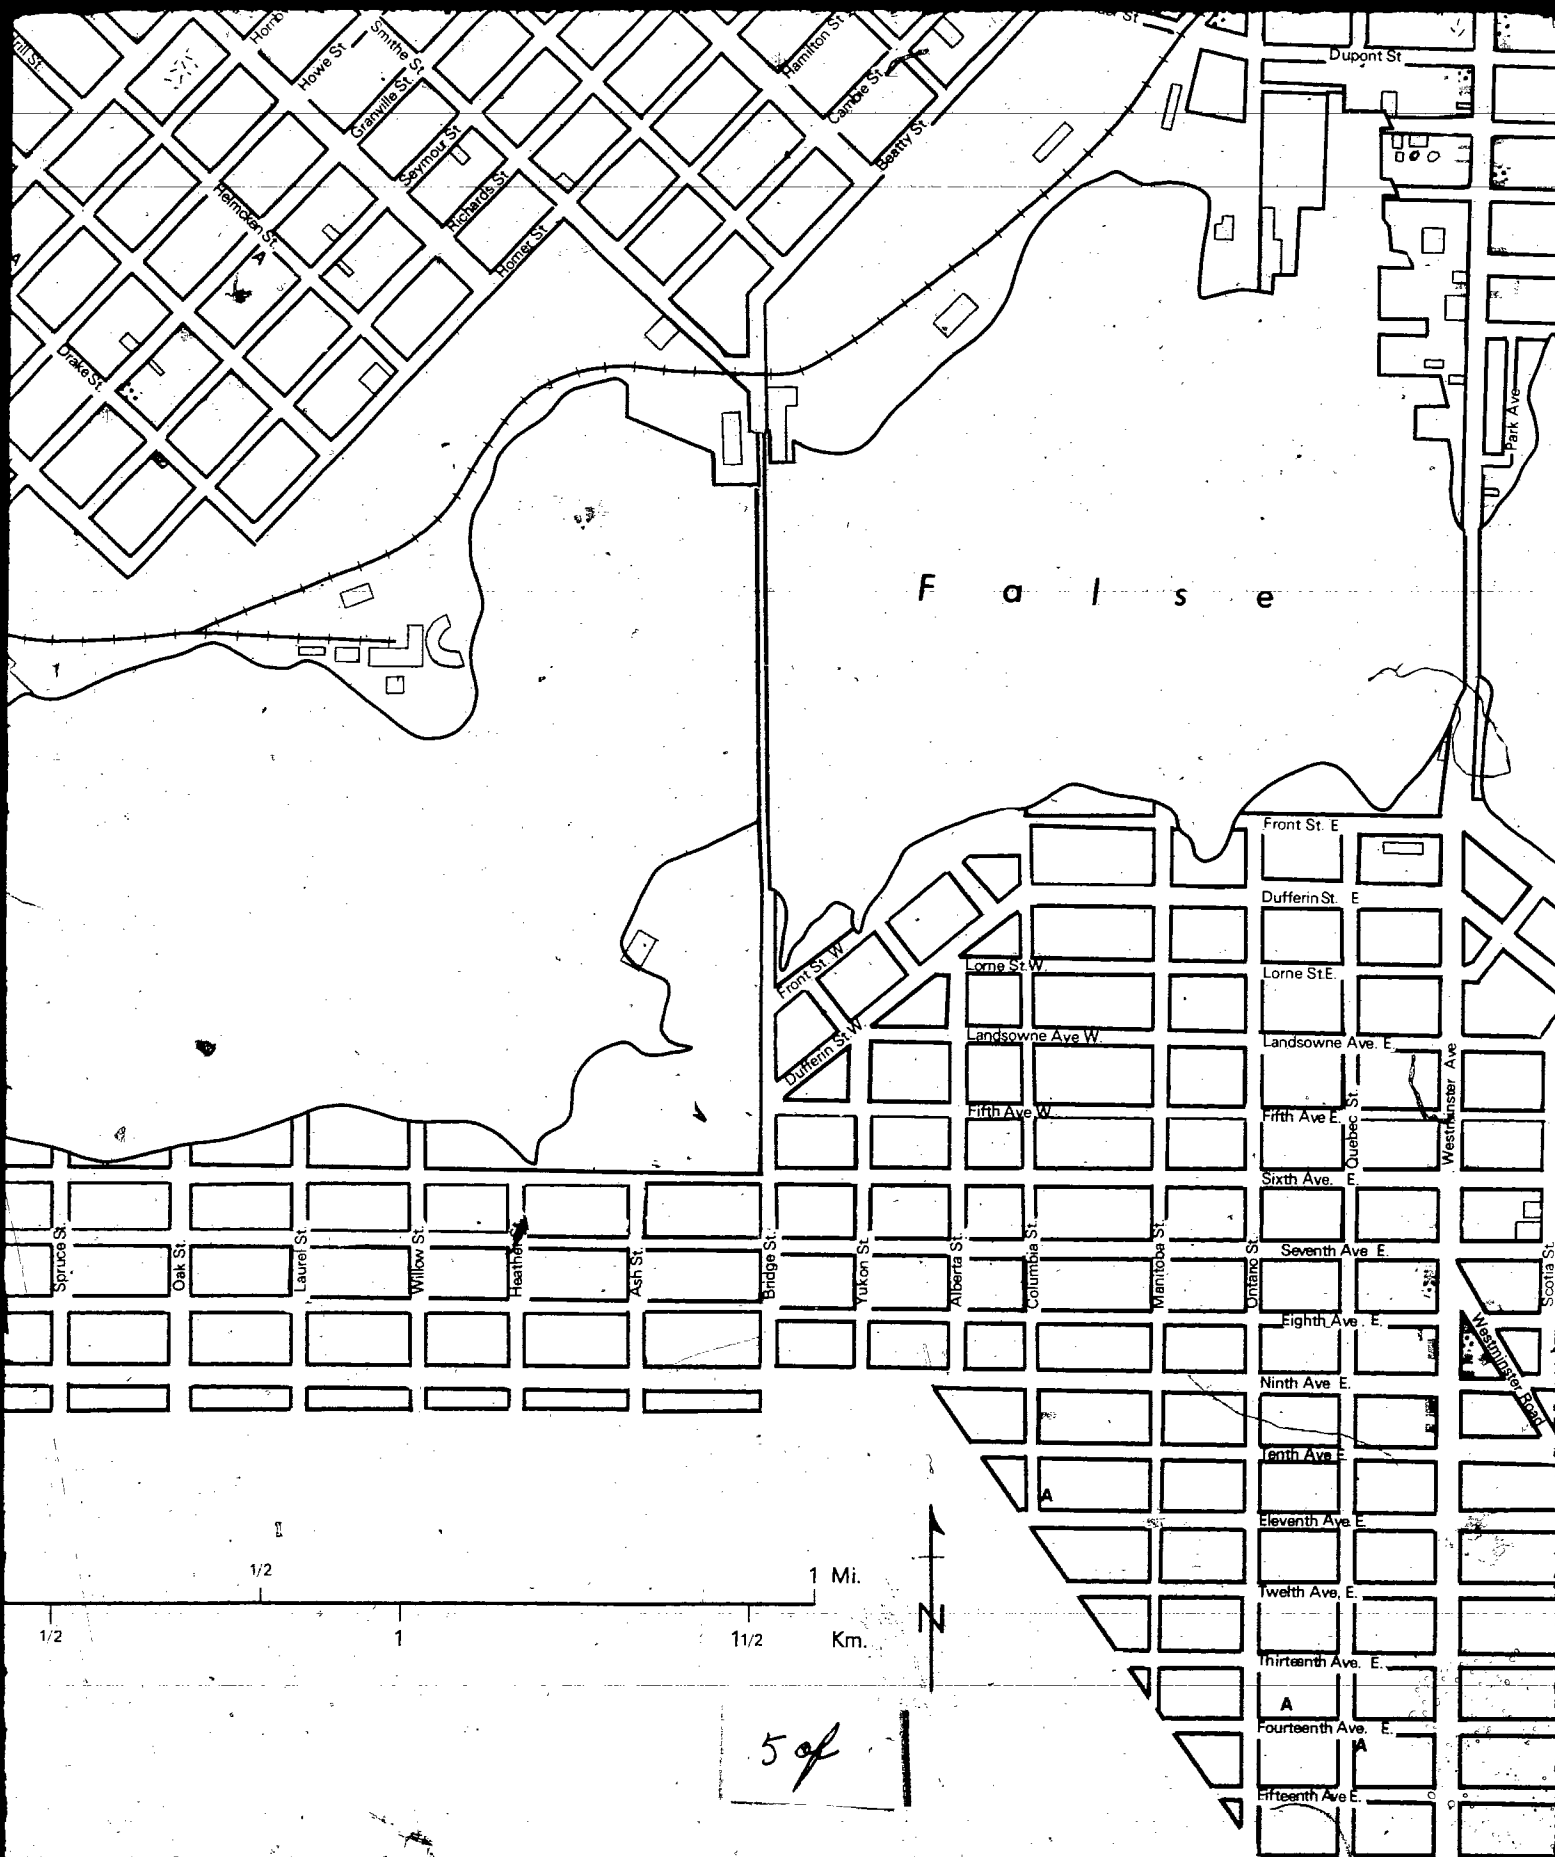 Howe St
Smithe St.
Granville St.
Seymour St
Richards St
Homer St
Hamilton St
Cambie St
Beatty St.
Dupont St
Helmcken St.
A
A
Drake St.
Park Ave
F a l s e
Front St. E
Dufferin St. E
Front St. W.
Lorne St. W.
Lorne St. E.
Dufferin St. W.
Landsowne Ave W.
Landsowne Ave. E.
Fifth Ave W.
Fifth Ave E.
Quebec St.
Westminster Ave
Sixth Ave. E.
Spruce St.
Oak St.
Laurel St.
Willow St.
Heather St.
Ash St.
Bridge St.
Yukon St.
Alberta St.
Columbia St.
Manitoba St.
Ontario St.
Scotia St.
Seventh Ave E.
Eighth Ave. E.
Westminster Road
Ninth Ave E.
Tenth Ave E
A
Eleventh Ave E
Twelth Ave. E.
Thirteenth Ave. E.
A
Fourteenth Ave. E.
A
Fifteenth Ave E.
1/2 1 Mi.
1/2 1 11/2 Km.
N
5 of